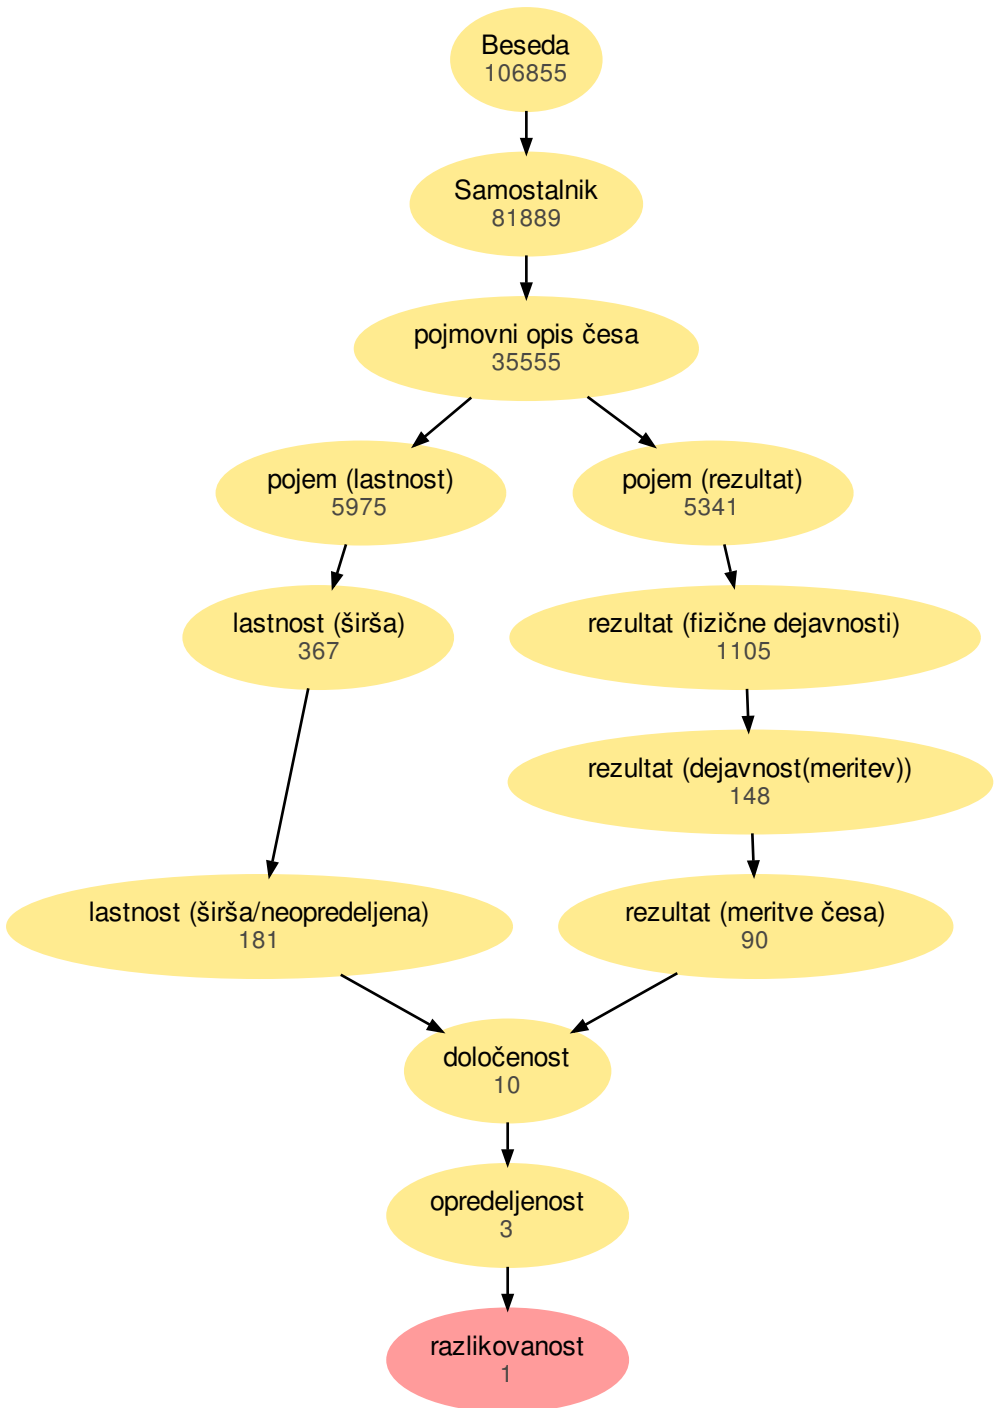 Beseda
106855
Samostalnik
81889
pojmovni opis česa
35555
pojem (lastnost)
5975
pojem (rezultat)
5341
lastnost (širša)
367
rezultat (fizične dejavnosti)
1105
rezultat (dejavnost(meritev))
148
lastnost (širša/neopredeljena)
181
rezultat (meritve česa)
90
določenost
10
opredeljenost
3
razlikovanost
1